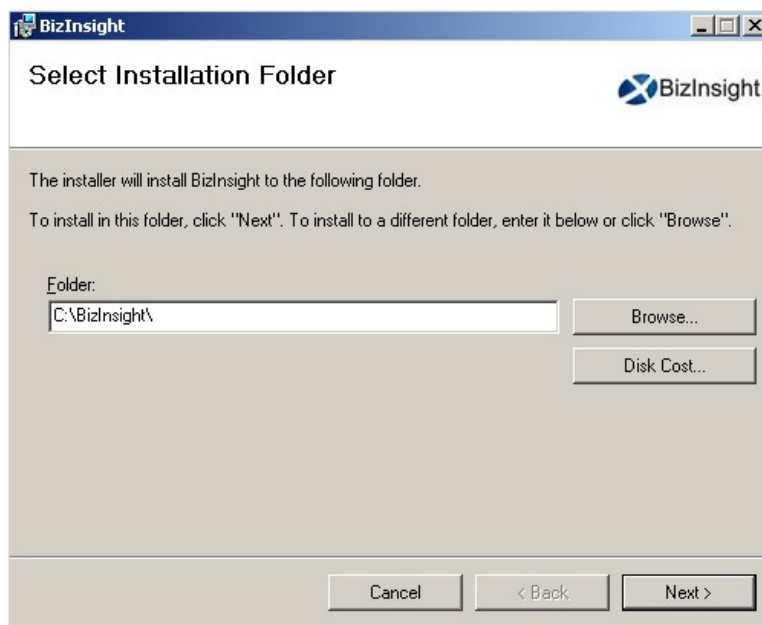 BizInsight
Select Installation Folder
BizInsight
The installer will install BizInsight to the following folder.
To install in this folder, click "Next". To install to a different folder, enter it below or click "Browse".
Folder:
C:\BizInsight\
Browse...
Disk Cost...
Cancel
< Back
Next >